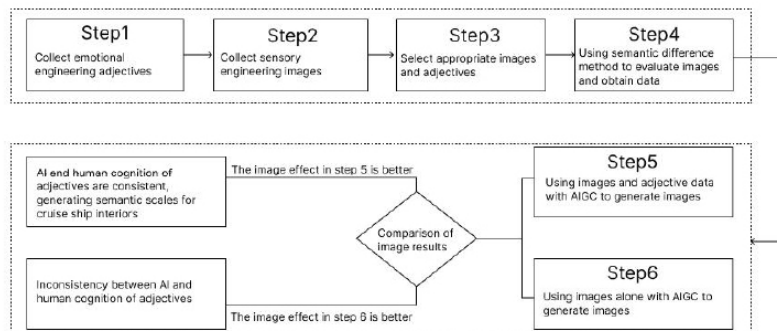 Step1
Collect emotional
engineering adjectives
Step2
Collect sensory
engineering images
Step3
Select appropriate images
and adjectives
Step4
Using semantic difference
method to evaluate images
and obtain data
AI and human cognition of
adjectives are consistent,
generating semantic scales for
cruise ship interiors
The image effect in step 5 is better
Step5
Using images and adjective data
with AIGC to generate images
Comparison of
image results
Inconsistency between AI and
human cognition of adjectives
The image effect in step 6 is better
Step6
Using images alone with AIGC to
generate images